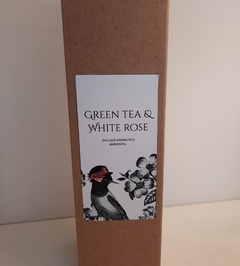 GREEN TEA &
WHITE ROSE
DIFUSOR AROMÁTICO
AMBIENTAL